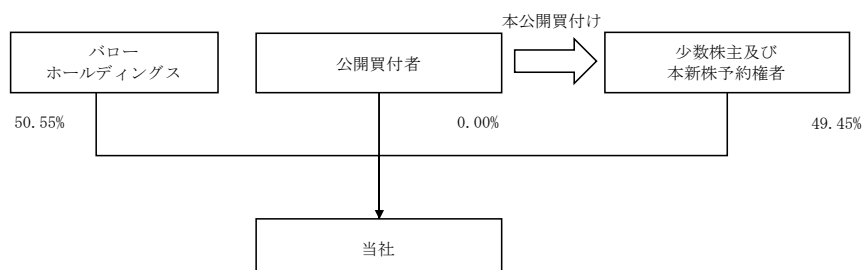 本公開買付け
バロー
ホールディングス
公開買付者
少数株主及び
本新株予約権者
50.55%
0.00%
49.45%
当社